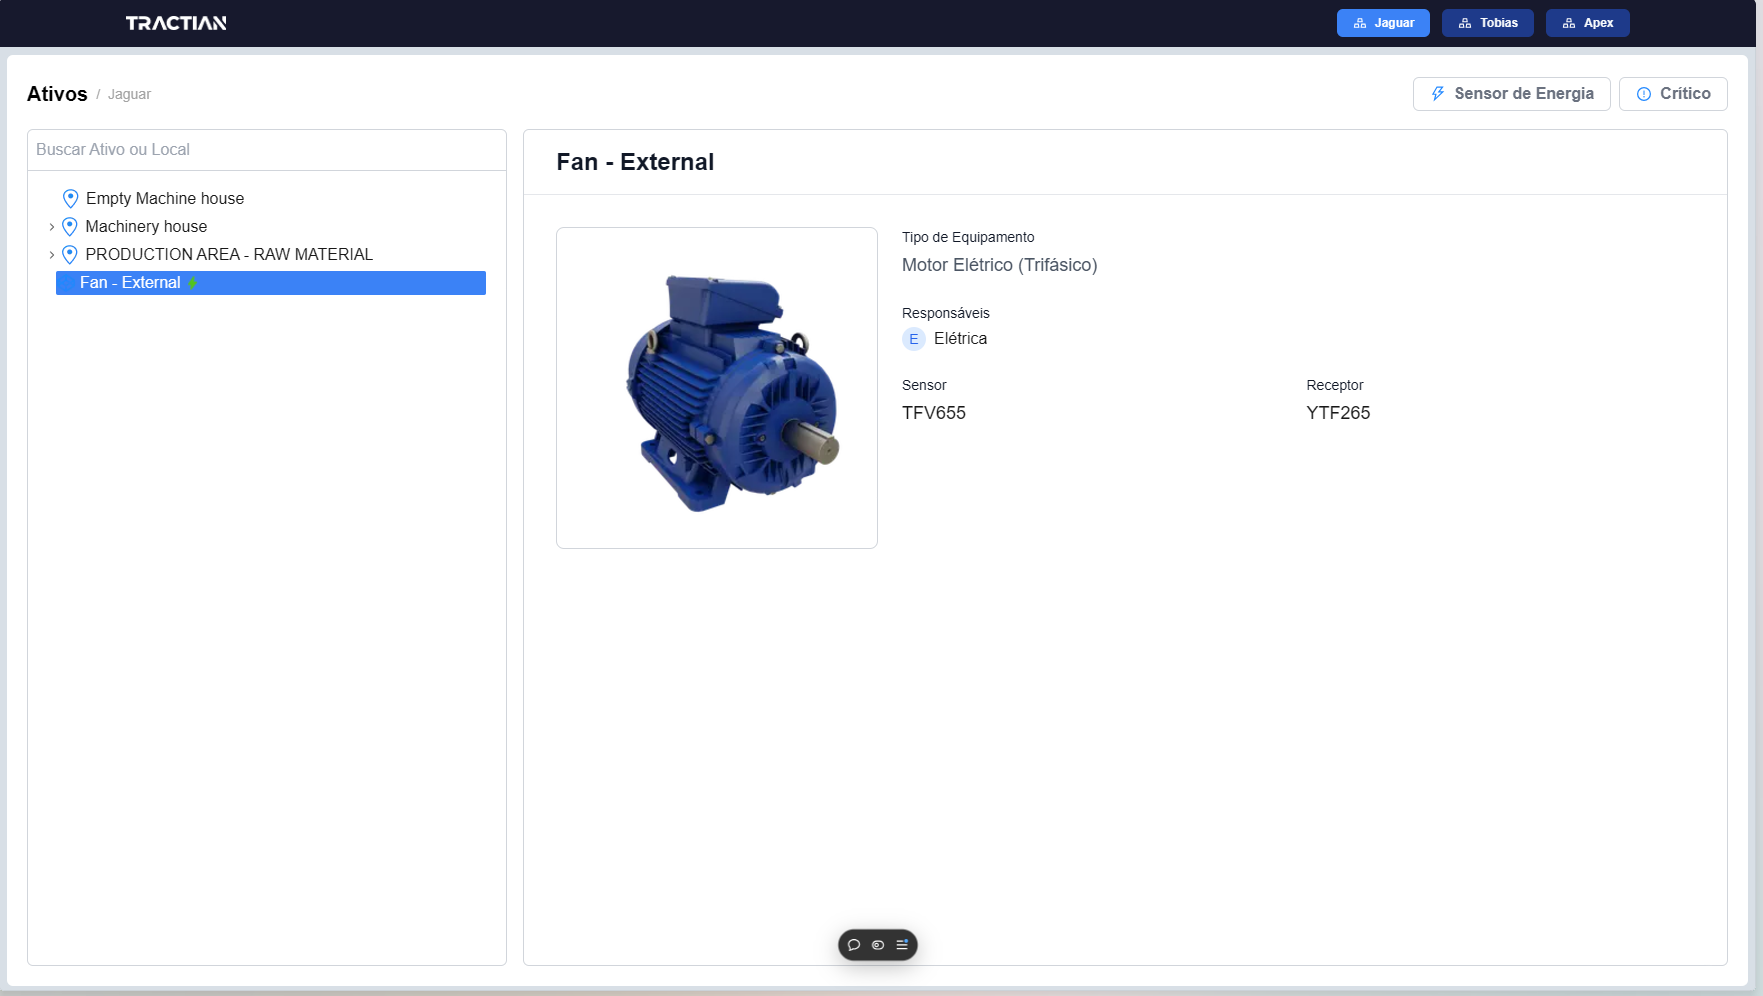 TRACTIAN
Jaguar
Tobias
Apex
Ativos / Jaguar
Sensor de Energia
Crítico
Buscar Ativo ou Local
Empty Machine house
Machinery house
PRODUCTION AREA - RAW MATERIAL
Fan - External
Fan - External
Tipo de Equipamento
Motor Elétrico (Trifásico)
Responsáveis
E Elétrica
Sensor
TFV655
Receptor
YTF265